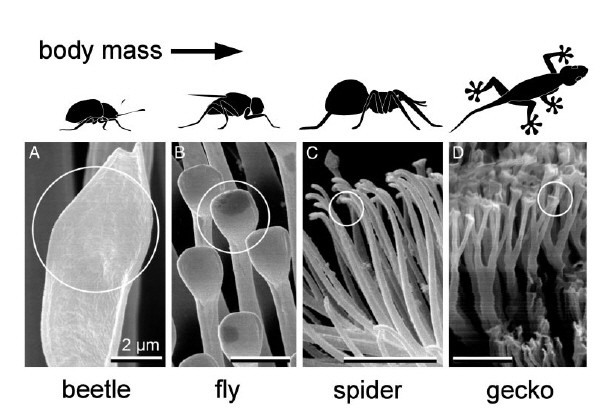 body mass
A
B
C
D
2 μm
beetle
fly
spider
gecko